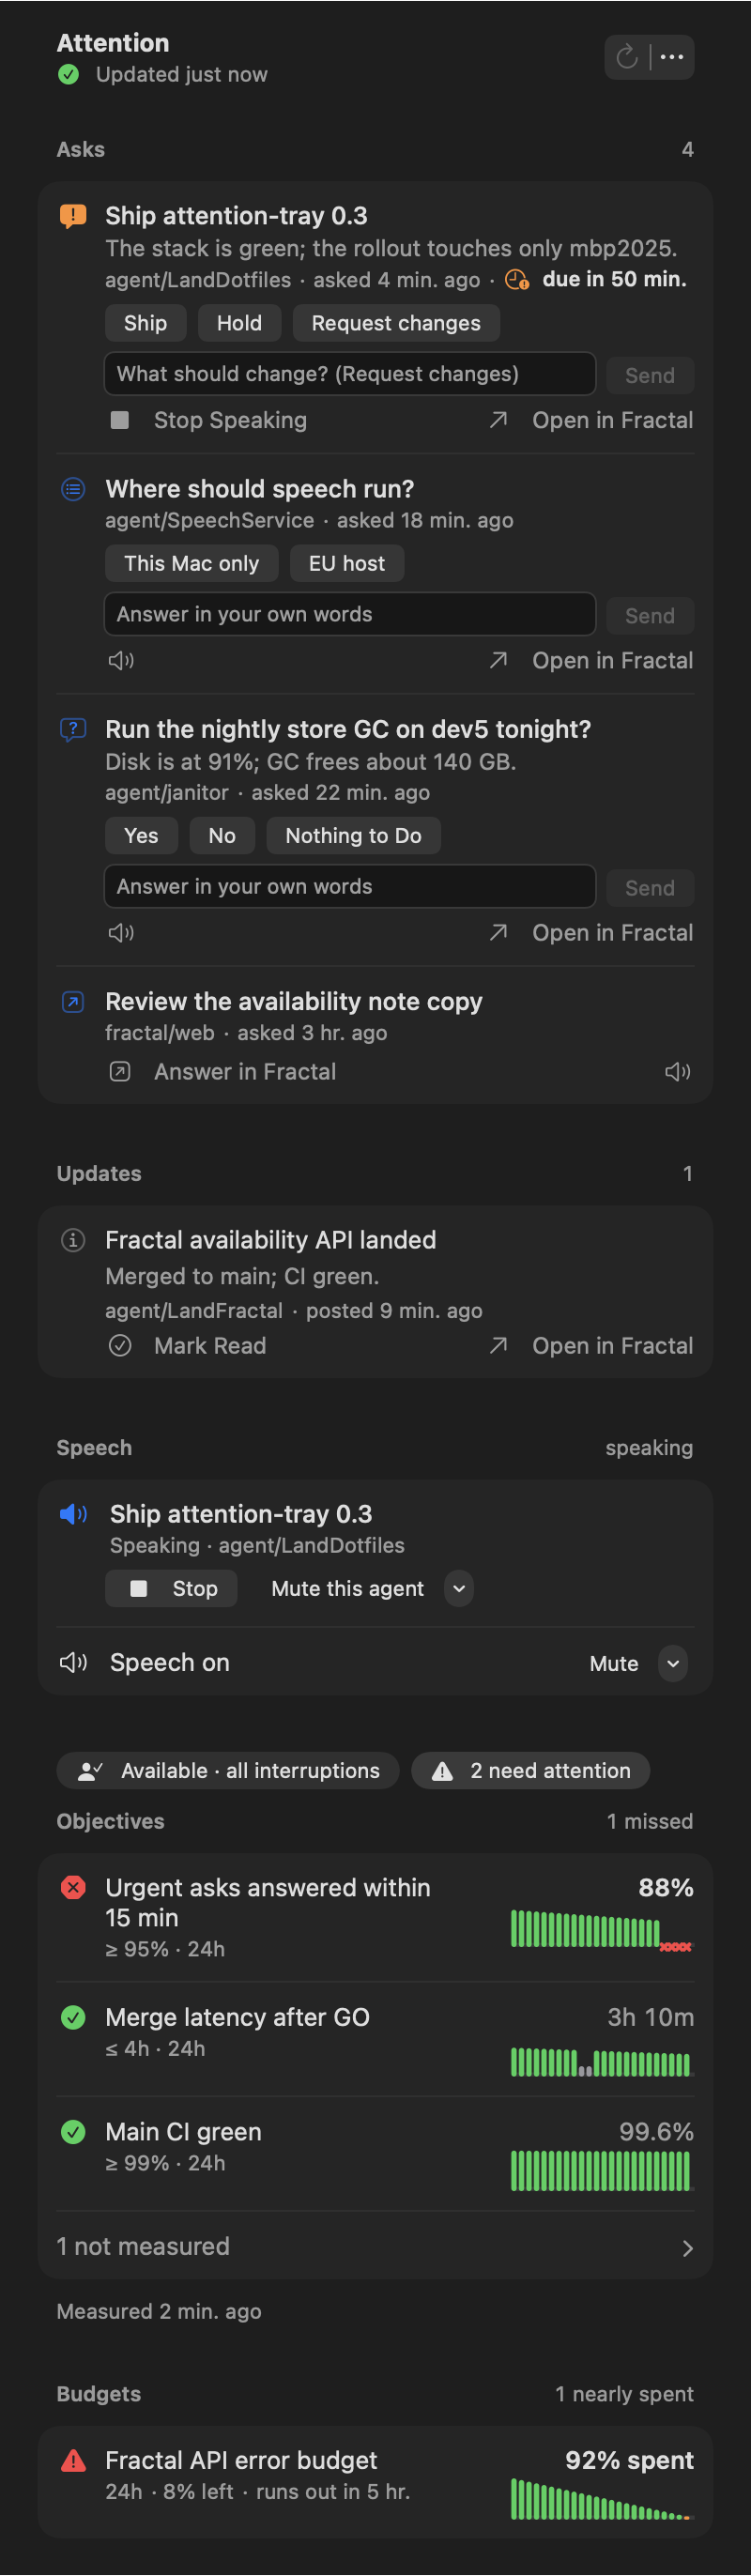 Attention
Updated just now
Asks 4
Ship attention-tray 0.3
The stack is green; the rollout touches only mbp2025.
agent/LandDotfiles · asked 4 min. ago · due in 50 min.
Ship Hold Request changes
What should change? (Request changes) Send
Stop Speaking Open in Fractal
Where should speech run?
agent/SpeechService · asked 18 min. ago
This Mac only EU host
Answer in your own words Send
Open in Fractal
Run the nightly store GC on dev5 tonight?
Disk is at 91%; GC frees about 140 GB.
agent/janitor · asked 22 min. ago
Yes No Nothing to Do
Answer in your own words Send
Open in Fractal
Review the availability note copy
fractal/web · asked 3 hr. ago
Answer in Fractal
Updates 1
Fractal availability API landed
Merged to main; CI green.
agent/LandFractal · posted 9 min. ago
Mark Read Open in Fractal
Speech speaking
Ship attention-tray 0.3
Speaking · agent/LandDotfiles
Stop Mute this agent
Speech on Mute
Available · all interruptions 2 need attention
Objectives 1 missed
Urgent asks answered within 88%
15 min
≥ 95% · 24h
Merge latency after GO 3h 10m
≤ 4h · 24h
Main CI green 99.6%
≥ 99% · 24h
1 not measured
Measured 2 min. ago
Budgets 1 nearly spent
Fractal API error budget 92% spent
24h · 8% left · runs out in 5 hr.